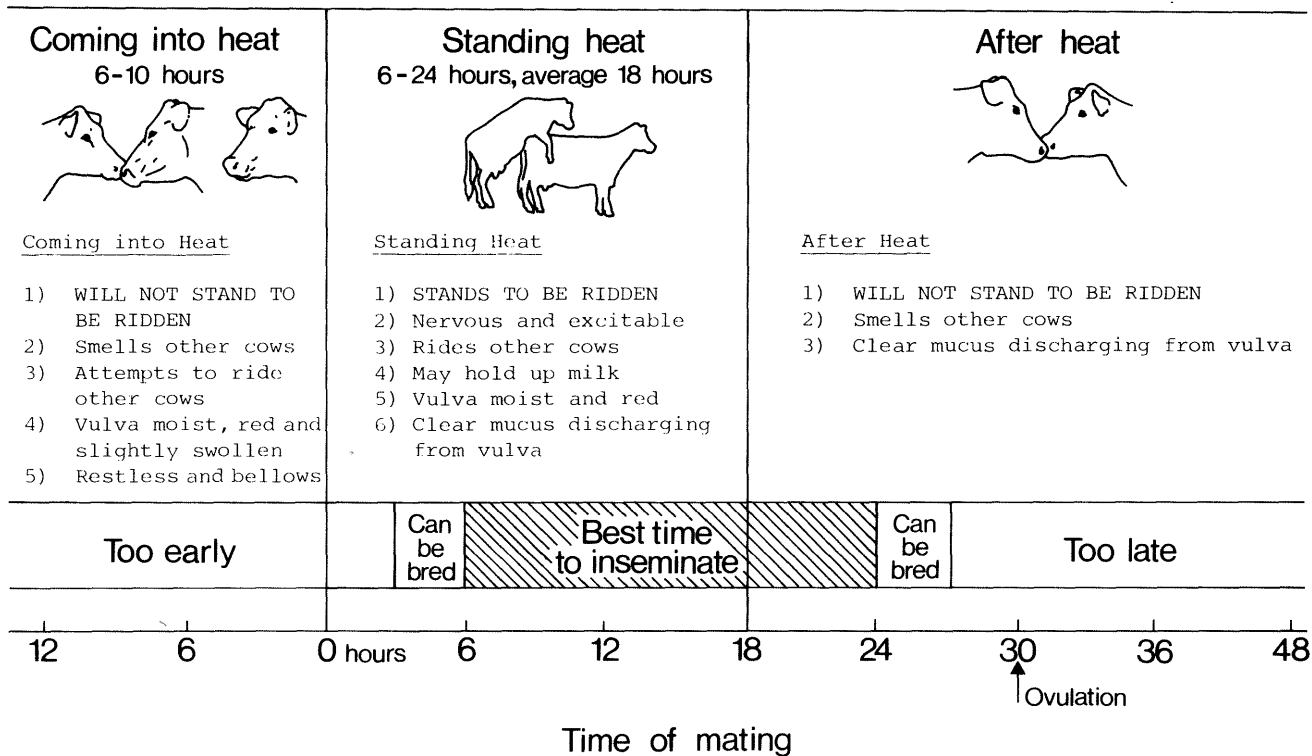 Coming into heat
6-10 hours
Standing heat
6-24 hours, average 18 hours
After heat
Coming into Heat
1) WILL NOT STAND TO
BE RIDDEN
2) Smells other cows
3) Attempts to ride
other cows
4) Vulva moist, red and
slightly swollen
5) Restless and bellows
Standing Heat
1) STANDS TO BE RIDDEN
2) Nervous and excitable
3) Rides other cows
4) May hold up milk
5) Vulva moist and red
6) Clear mucus discharging
from vulva
After Heat
1) WILL NOT STAND TO BE RIDDEN
2) Smells other cows
3) Clear mucus discharging from vulva
Too early
Can
be
bred
Best time
to inseminate
Can
be
bred
Too late
12 6 0 hours 6 12 18 24 30 36 48
Ovulation
Time of mating